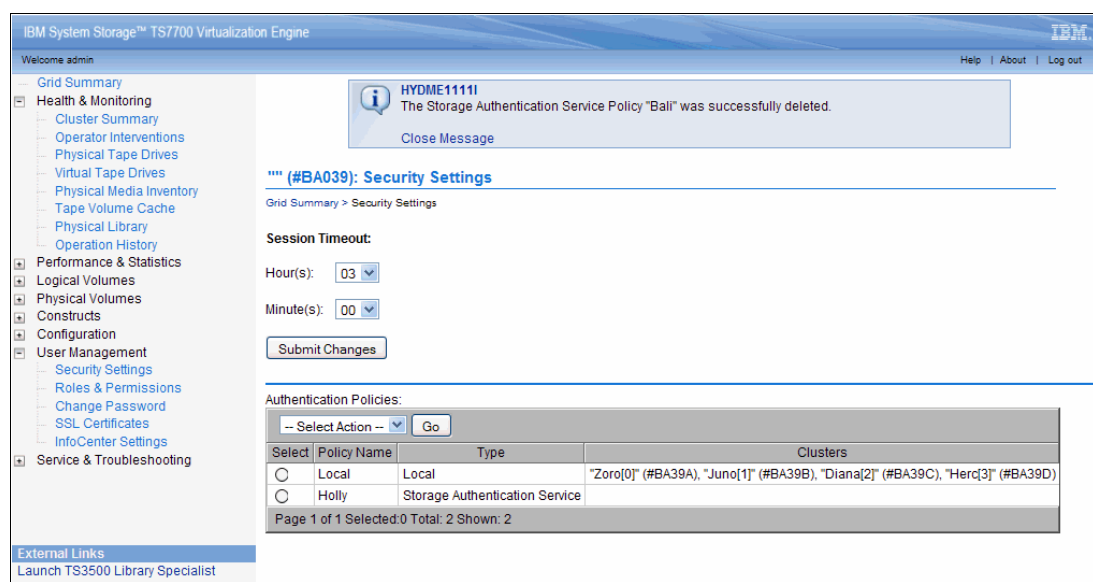 IBM System Storage™ TS7700 Virtualization Engine
IBM.
Welcome admin
Help | About | Log out
Grid Summary
Health & Monitoring
Cluster Summary
Operator Interventions
Physical Tape Drives
Virtual Tape Drives
Physical Media Inventory
Tape Volume Cache
Physical Library
Operation History
Performance & Statistics
Logical Volumes
Physical Volumes
Constructs
Configuration
User Management
Security Settings
Roles & Permissions
Change Password
SSL Certificates
InfoCenter Settings
Service & Troubleshooting
External Links
Launch TS3500 Library Specialist
HYDME1111I
The Storage Authentication Service Policy "Bali" was successfully deleted.
Close Message
"" (#BA039): Security Settings
Grid Summary > Security Settings
Session Timeout:
Hour(s): 03
Minute(s): 00
Submit Changes
Authentication Policies:
-- Select Action -- Go
Select Policy Name Type Clusters
Local Local "Zoro[0]" (#BA39A), "Juno[1]" (#BA39B), "Diana[2]" (#BA39C), "Herc[3]" (#BA39D)
Holly Storage Authentication Service
Page 1 of 1 Selected:0 Total: 2 Shown: 2